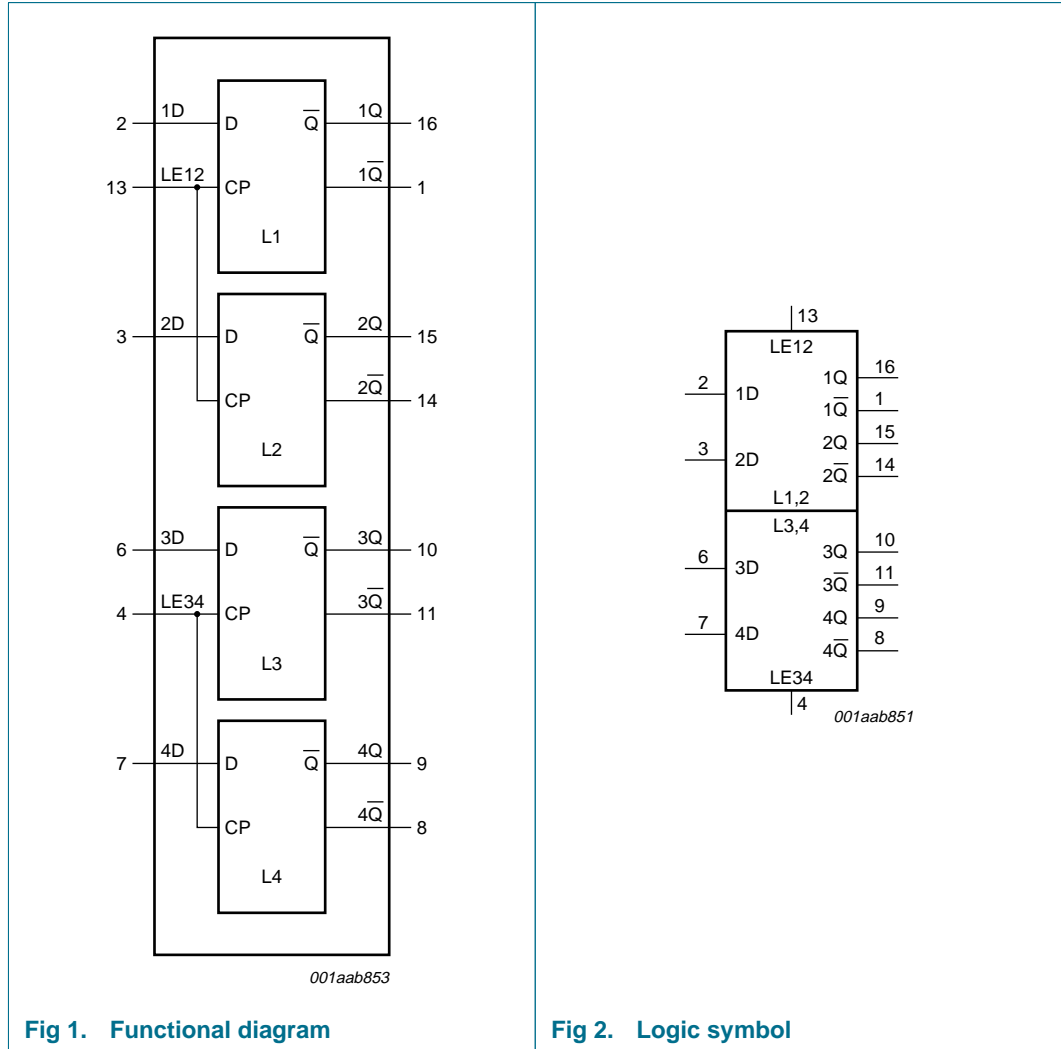 1D
1Q
2
D
Q̅
16
LE12
1Q̅
13
CP
1
L1
2D
2Q
3
D
Q̅
15
2Q̅
CP
14
L2
3D
3Q
6
D
Q̅
10
LE34
3Q̅
4
CP
11
L3
4D
4Q
7
D
Q̅
9
4Q̅
CP
8
L4
001aab853
Fig 1. Functional diagram
13
LE12
16
2
1Q
1D
1
1Q̅
15
3
2Q
2D
14
2Q̅
L1,2
L3,4
10
6
3Q
3D
11
3Q̅
9
7
4Q
4D
8
4Q̅
LE34
4
001aab851
Fig 2. Logic symbol